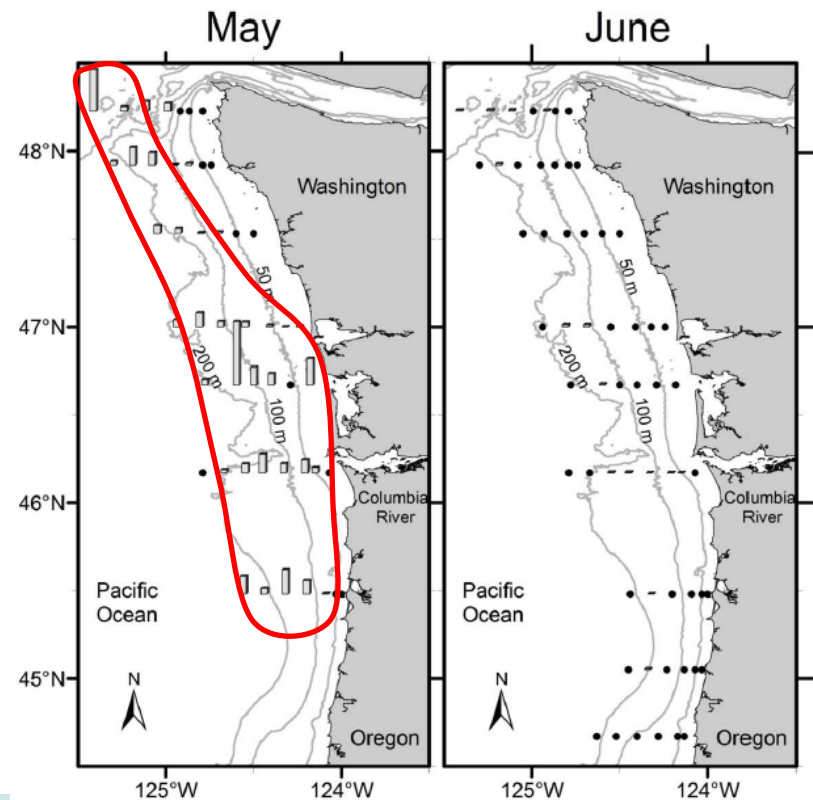 May
June
48°N
47°N
46°N
45°N
Washington
50 m
200 m
100 m
Columbia
River
Pacific
Ocean
N
Oregon
125°W
124°W
Washington
50 m
200 m
100 m
Columbia
River
Pacific
Ocean
N
Oregon
125°W
124°W